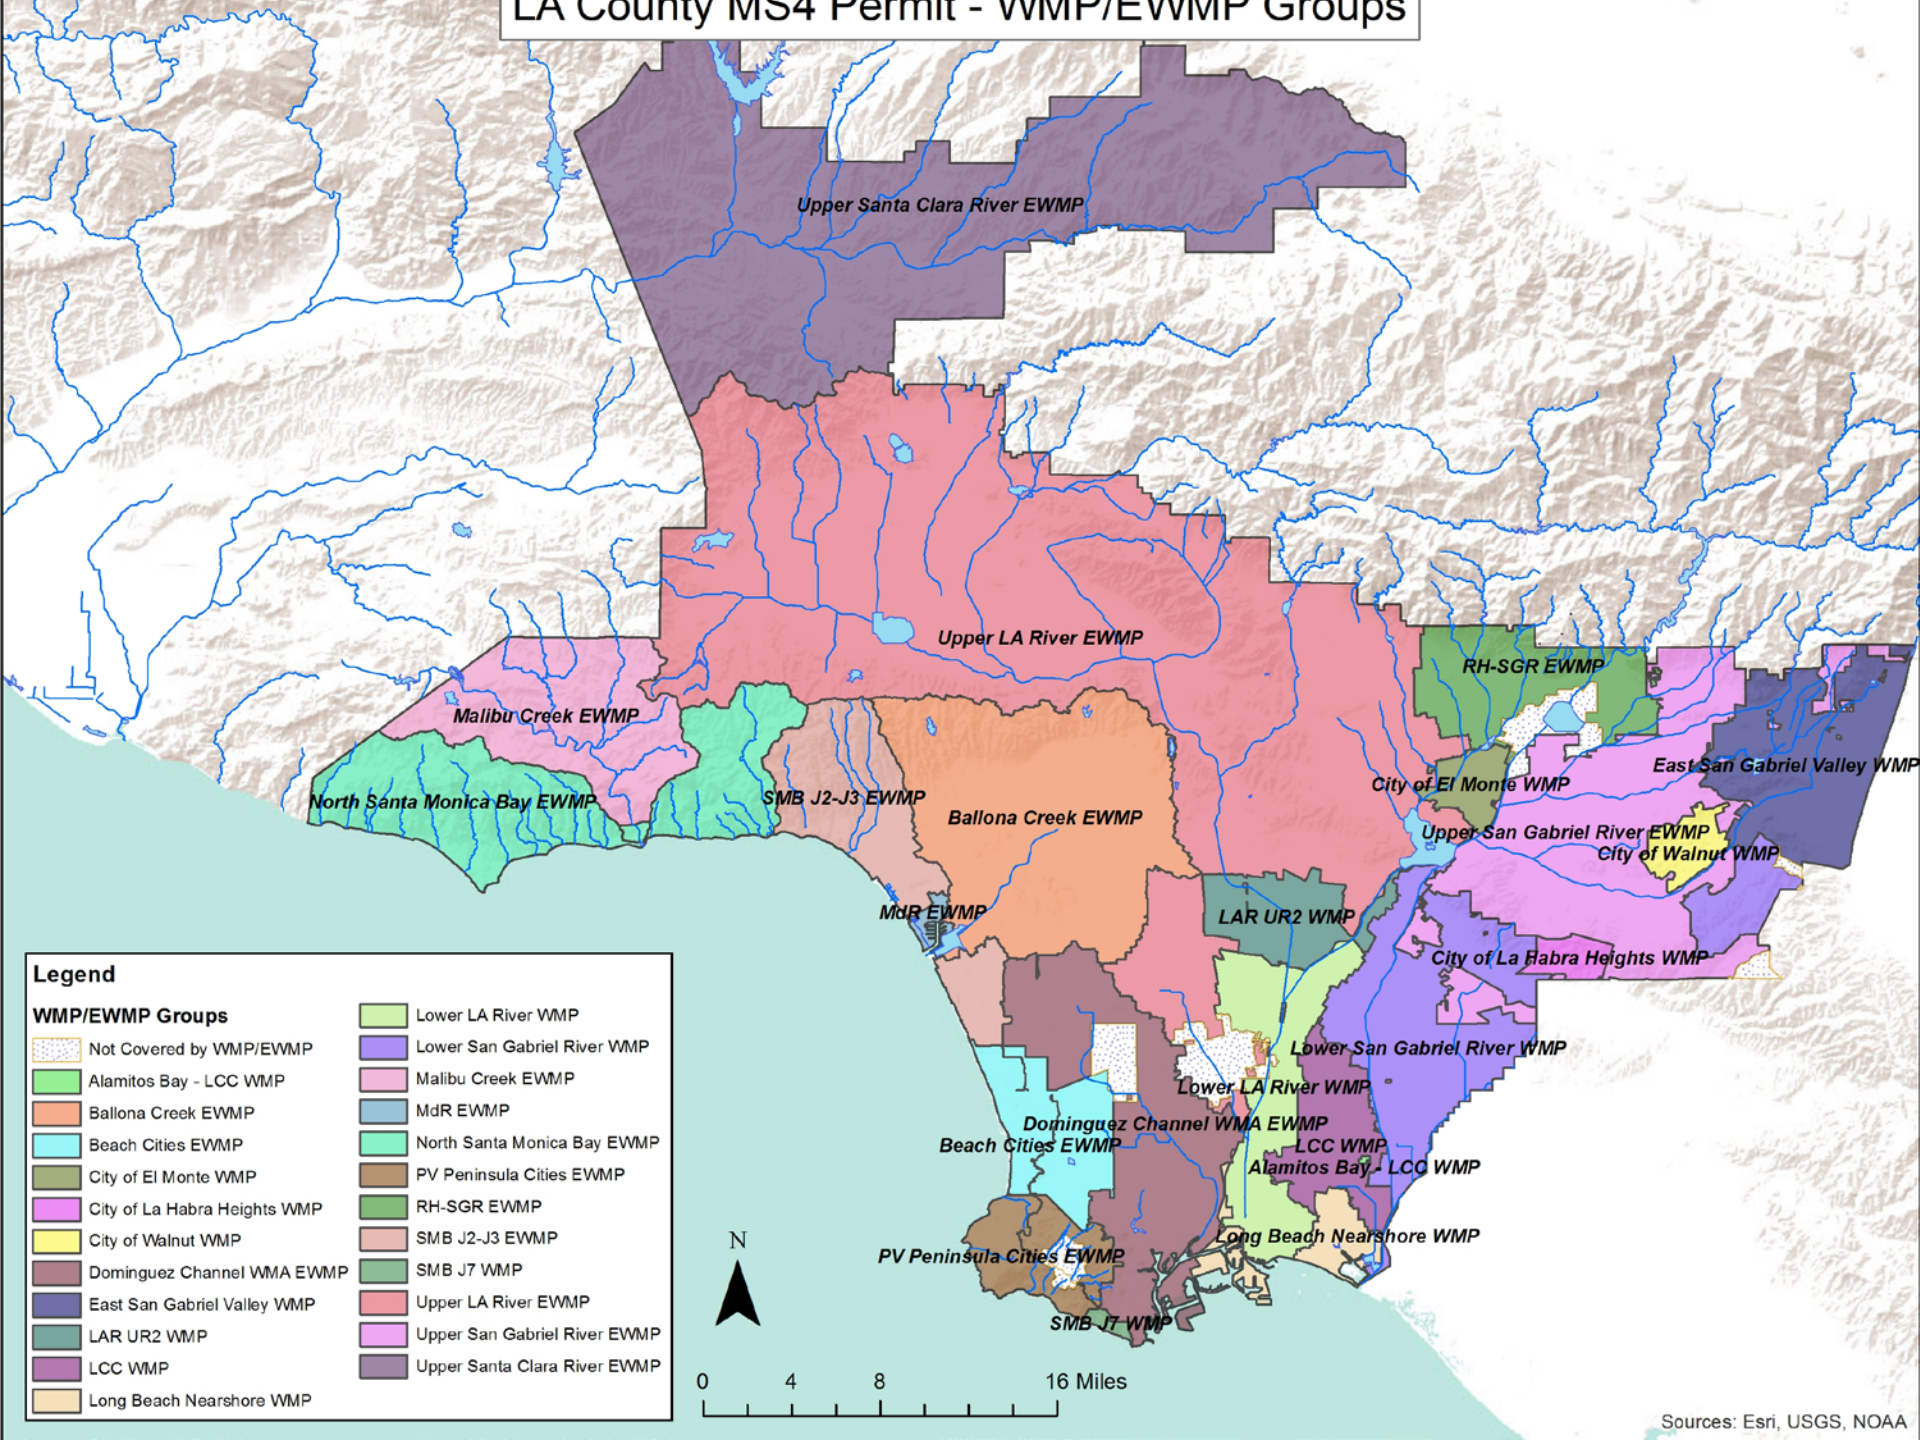 LA County MS4 Permit - WMP/EWMP Groups
Upper Santa Clara River EWMP
Upper LA River EWMP
RH-SGR EWMP
Malibu Creek EWMP
East San Gabriel Valley WMP
City of El Monte WMP
North Santa Monica Bay EWMP
SMB J2-J3 EWMP
Ballona Creek EWMP
Upper San Gabriel River EWMP
City of Walnut WMP
MdR EWMP
LAR UR2 WMP
City of La Habra Heights WMP
Lower San Gabriel River WMP
Lower LA River WMP
Dominguez Channel WMA EWMP
Beach Cities EWMP
LCC WMP
Alamitos Bay - LCC WMP
Long Beach Nearshore WMP
PV Peninsula Cities EWMP
SMB J7 WMP
Legend
WMP/EWMP Groups
Not Covered by WMP/EWMP
Alamitos Bay - LCC WMP
Ballona Creek EWMP
Beach Cities EWMP
City of El Monte WMP
City of La Habra Heights WMP
City of Walnut WMP
Dominguez Channel WMA EWMP
East San Gabriel Valley WMP
LAR UR2 WMP
LCC WMP
Long Beach Nearshore WMP
Lower LA River WMP
Lower San Gabriel River WMP
Malibu Creek EWMP
MdR EWMP
North Santa Monica Bay EWMP
PV Peninsula Cities EWMP
RH-SGR EWMP
SMB J2-J3 EWMP
SMB J7 WMP
Upper LA River EWMP
Upper San Gabriel River EWMP
Upper Santa Clara River EWMP
N
0 4 8 16 Miles
Sources: Esri, USGS, NOAA